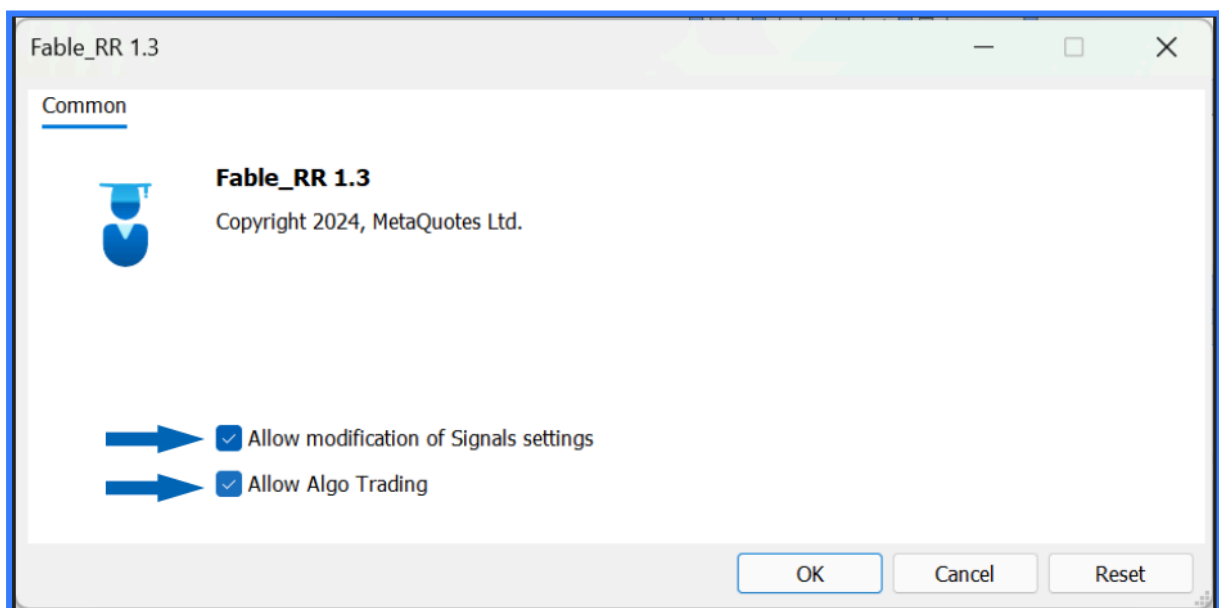 Fable_RR 1.3
Common
Fable_RR 1.3
Copyright 2024, MetaQuotes Ltd.
Allow modification of Signals settings
Allow Algo Trading
OK Cancel Reset